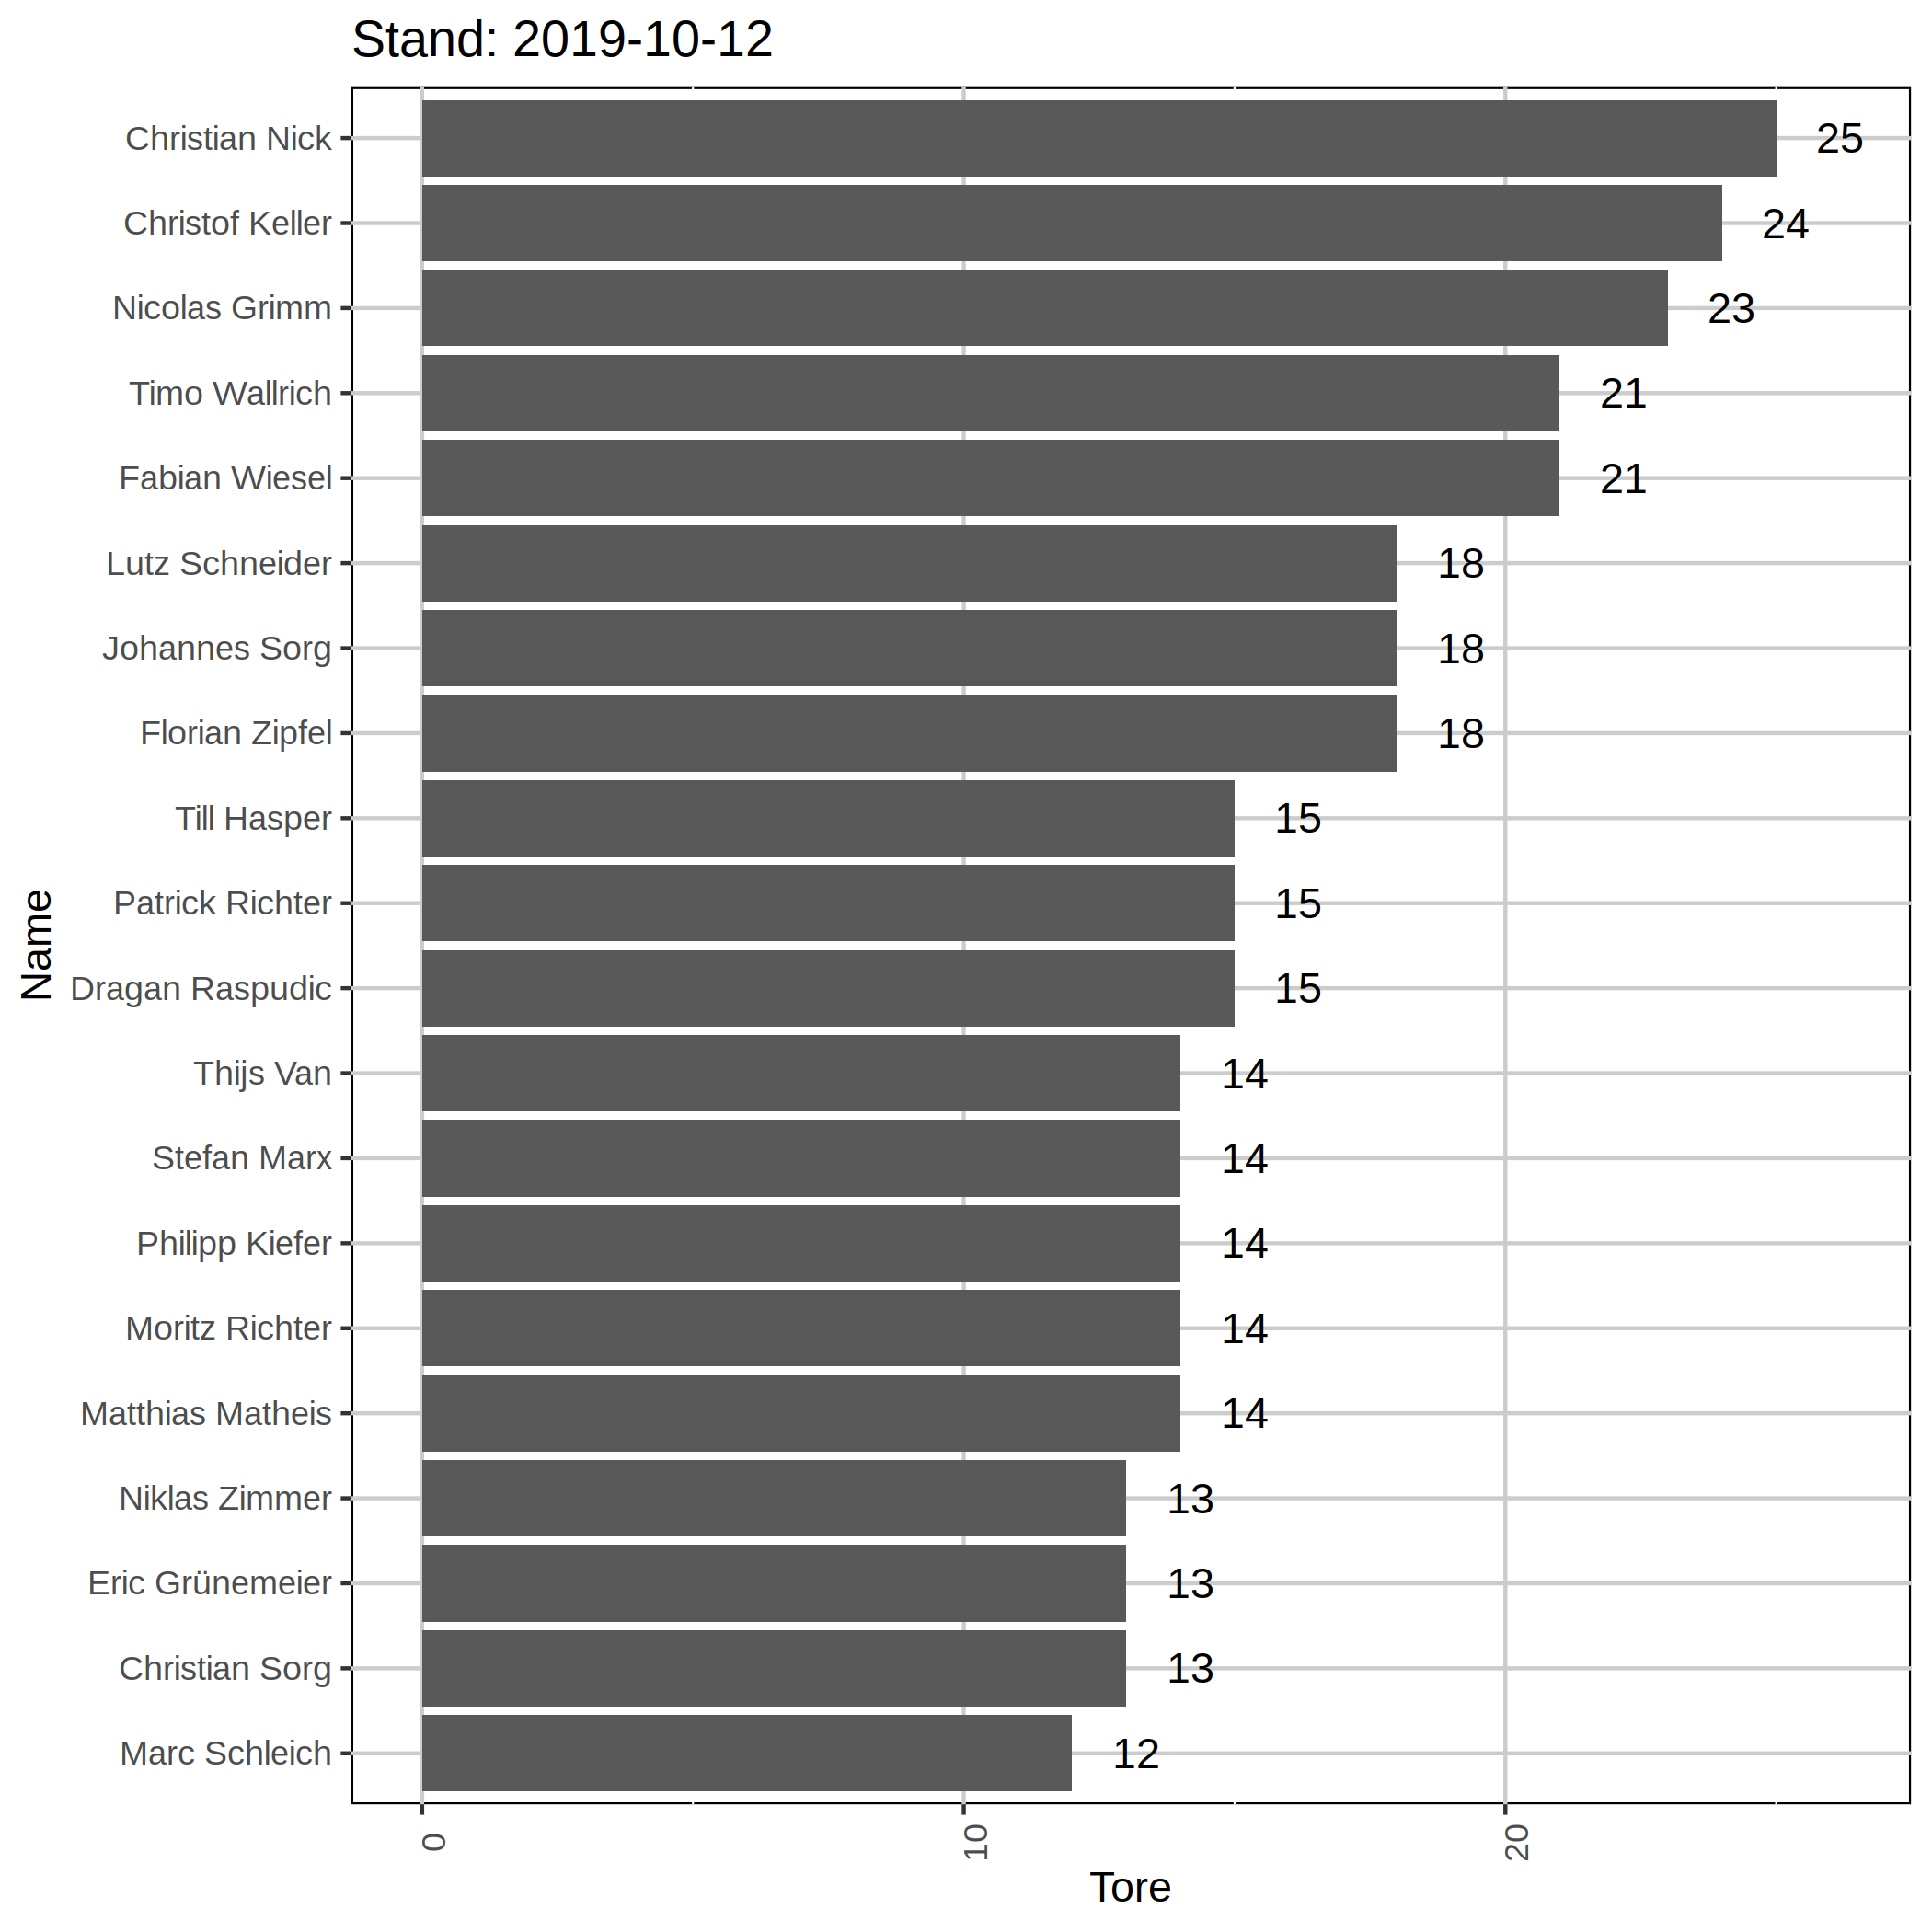 Stand: 2019-10-12
Name
Christian Nick 25
Christof Keller 24
Nicolas Grimm 23
Timo Wallrich 21
Fabian Wiesel 21
Lutz Schneider 18
Johannes Sorg 18
Florian Zipfel 18
Till Hasper 15
Patrick Richter 15
Dragan Raspudic 15
Thijs Van 14
Stefan Marx 14
Philipp Kiefer 14
Moritz Richter 14
Matthias Matheis 14
Niklas Zimmer 13
Eric Grünemeier 13
Christian Sorg 13
Marc Schleich 12
0 10 20
Tore